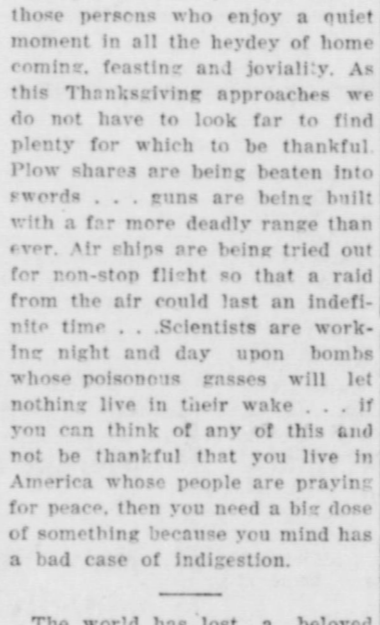 those persons who enjoy a quiet
moment in all the heydey of home
coming, feasting and joviality. As
this Thanksgiving approaches we
do not have to look far to find
plenty for which to be thankful.
Plow shares are being beaten into
swords . . . guns are being built
with a far more deadly range than
ever. Air ships are being tried out
for non-stop flight so that a raid
from the air could last an indefi-
nite time . . .Scientists are work-
ing night and day upon bombs
whose poisonous gasses will let
nothing live in their wake . . . if
you can think of any of this and
not be thankful that you live in
America whose people are praying
for peace, then you need a big dose
of something because you mind has
a bad case of indigestion.
The world has lost a beloved